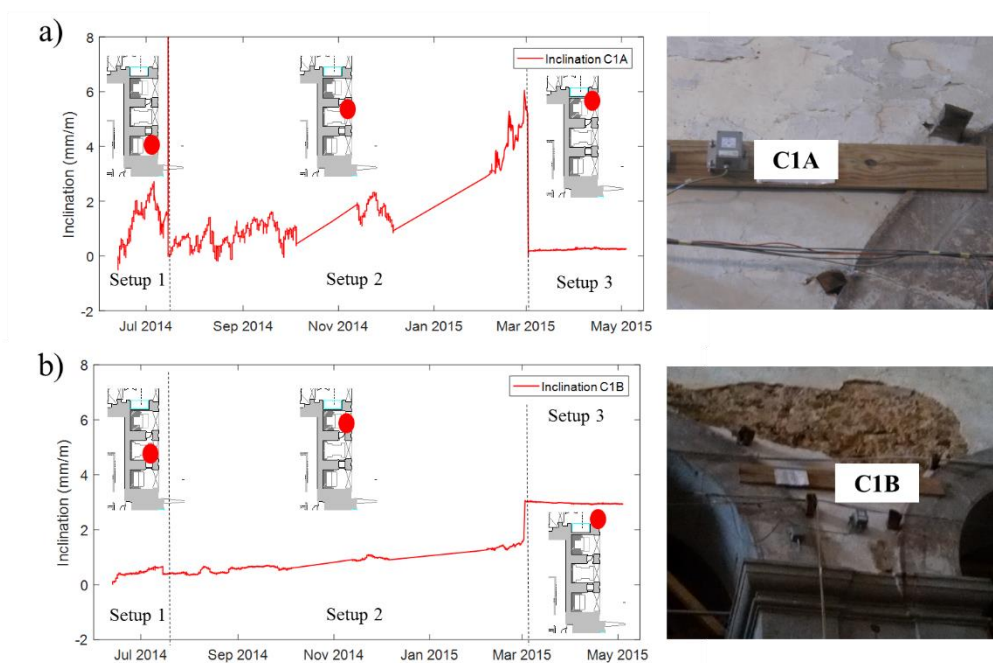 a)
8
6
4
2
0
-2
Inclination (mm/m)
Inclination C1A
Setup 1
Setup 2
Setup 3
Jul 2014
Sep 2014
Nov 2014
Jan 2015
Mar 2015
May 2015
C1A
b)
8
6
4
2
0
-2
Inclination (mm/m)
Inclination C1B
Setup 3
Setup 1
Setup 2
Jul 2014
Sep 2014
Nov 2014
Jan 2015
Mar 2015
May 2015
C1B